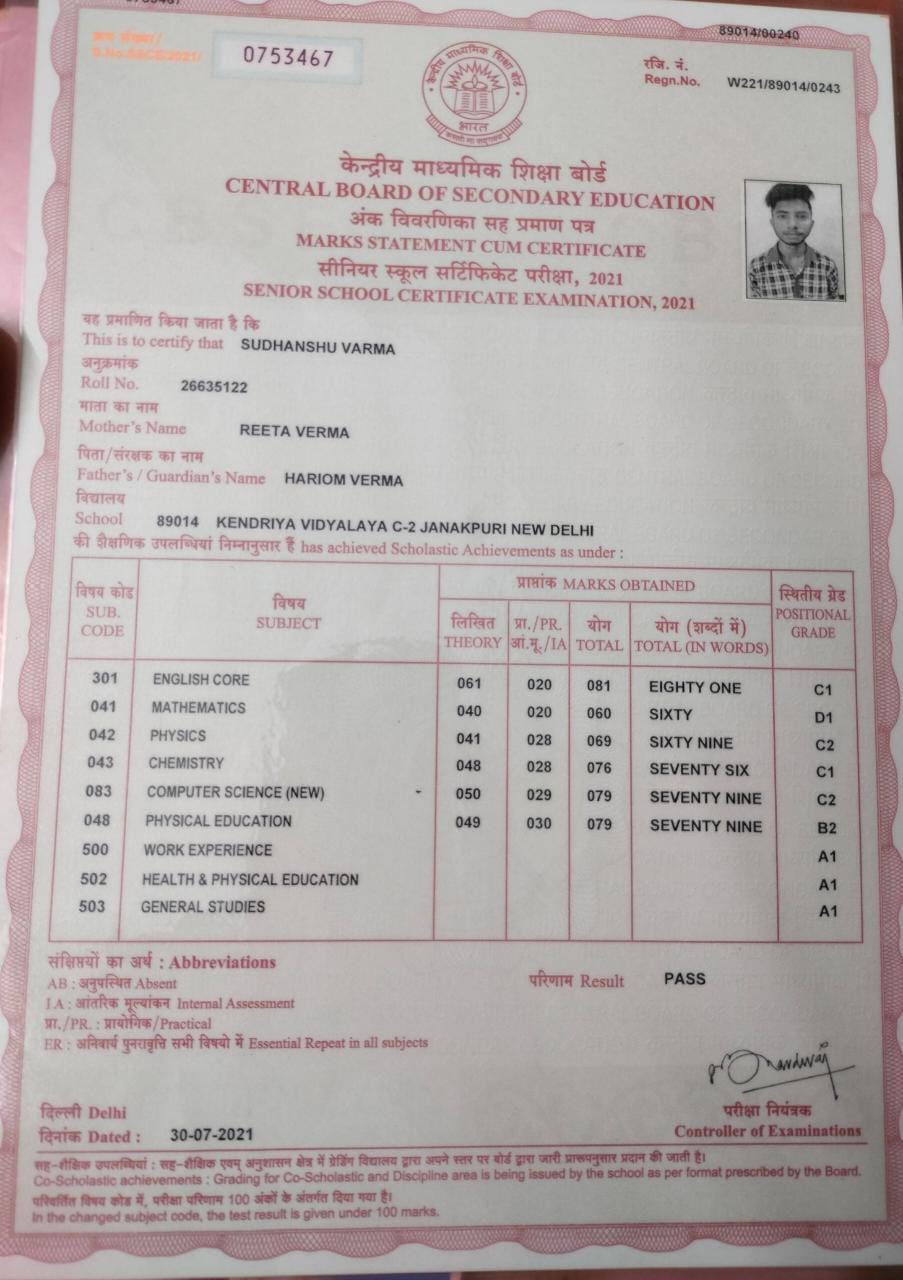 89014/00240
क्रम संख्या/
S.No.SSCE/2021/
0753467
रजि. नं.
Regn.No. W221/89014/0243
केन्द्रीय माध्यमिक शिक्षा बोर्ड
भारत
केन्द्रीय माध्यमिक शिक्षा बोर्ड
CENTRAL BOARD OF SECONDARY EDUCATION
अंक विवरणिका सह प्रमाण पत्र
MARKS STATEMENT CUM CERTIFICATE
सीनियर स्कूल सर्टिफिकेट परीक्षा, 2021
SENIOR SCHOOL CERTIFICATE EXAMINATION, 2021
यह प्रमाणित किया जाता है कि
This is to certify that SUDHANSHU VARMA
अनुक्रमांक
Roll No. 26635122
माता का नाम
Mother's Name REETA VERMA
पिता/संरक्षक का नाम
Father's / Guardian's Name HARIOM VERMA
विद्यालय
School 89014 KENDRIYA VIDYALAYA C-2 JANAKPURI NEW DELHI
की शैक्षणिक उपलब्धियां निम्नानुसार हैं has achieved Scholastic Achievements as under :
विषय कोड SUB. CODE विषय SUBJECT प्राप्तांक MARKS OBTAINED स्थितीय ग्रेड POSITIONAL GRADE
लिखित THEORY प्रा./PR. आं.मू./IA योग TOTAL योग (शब्दों में) TOTAL (IN WORDS)
301 ENGLISH CORE 061 020 081 EIGHTY ONE C1
041 MATHEMATICS 040 020 060 SIXTY D1
042 PHYSICS 041 028 069 SIXTY NINE C2
043 CHEMISTRY 048 028 076 SEVENTY SIX C1
083 COMPUTER SCIENCE (NEW) 050 029 079 SEVENTY NINE C2
048 PHYSICAL EDUCATION 049 030 079 SEVENTY NINE B2
500 WORK EXPERIENCE A1
502 HEALTH & PHYSICAL EDUCATION A1
503 GENERAL STUDIES A1
संक्षिप्तयों का अर्थ : Abbreviations
AB : अनुपस्थित Absent
परिणाम Result PASS
I.A : आंतरिक मूल्यांकन Internal Assessment
प्रा./PR. : प्रायोगिक/Practical
ER : अनिवार्य पुनरावृत्ति सभी विषयो में Essential Repeat in all subjects
दिल्ली Delhi
परीक्षा नियंत्रक
दिनांक Dated : 30-07-2021
Controller of Examinations
सह-शैक्षिक उपलब्धियां : सह-शैक्षिक एवम् अनुशासन क्षेत्र में ग्रेडिंग विद्यालय द्वारा अपने स्तर पर बोर्ड द्वारा जारी प्रारूपनुसार प्रदान की जाती है।
Co-Scholastic achievements : Grading for Co-Scholastic and Discipline area is being issued by the school as per format prescribed by the Board.
परिवर्तित विषय कोड में, परीक्षा परिणाम 100 अंकों के अंतर्गत दिया गया है।
In the changed subject code, the test result is given under 100 marks.